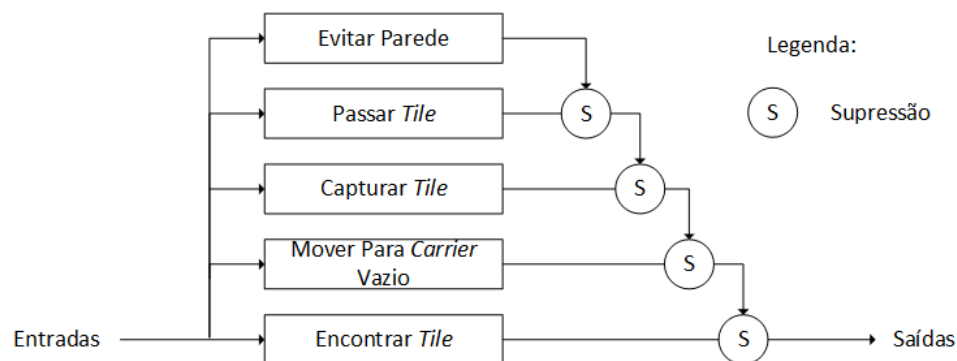 Evitar Parede
Legenda:
Passar Tile
S
S
Supressão
Capturar Tile
S
Mover Para Carrier
Vazio
S
Entradas
Encontrar Tile
S
Saídas